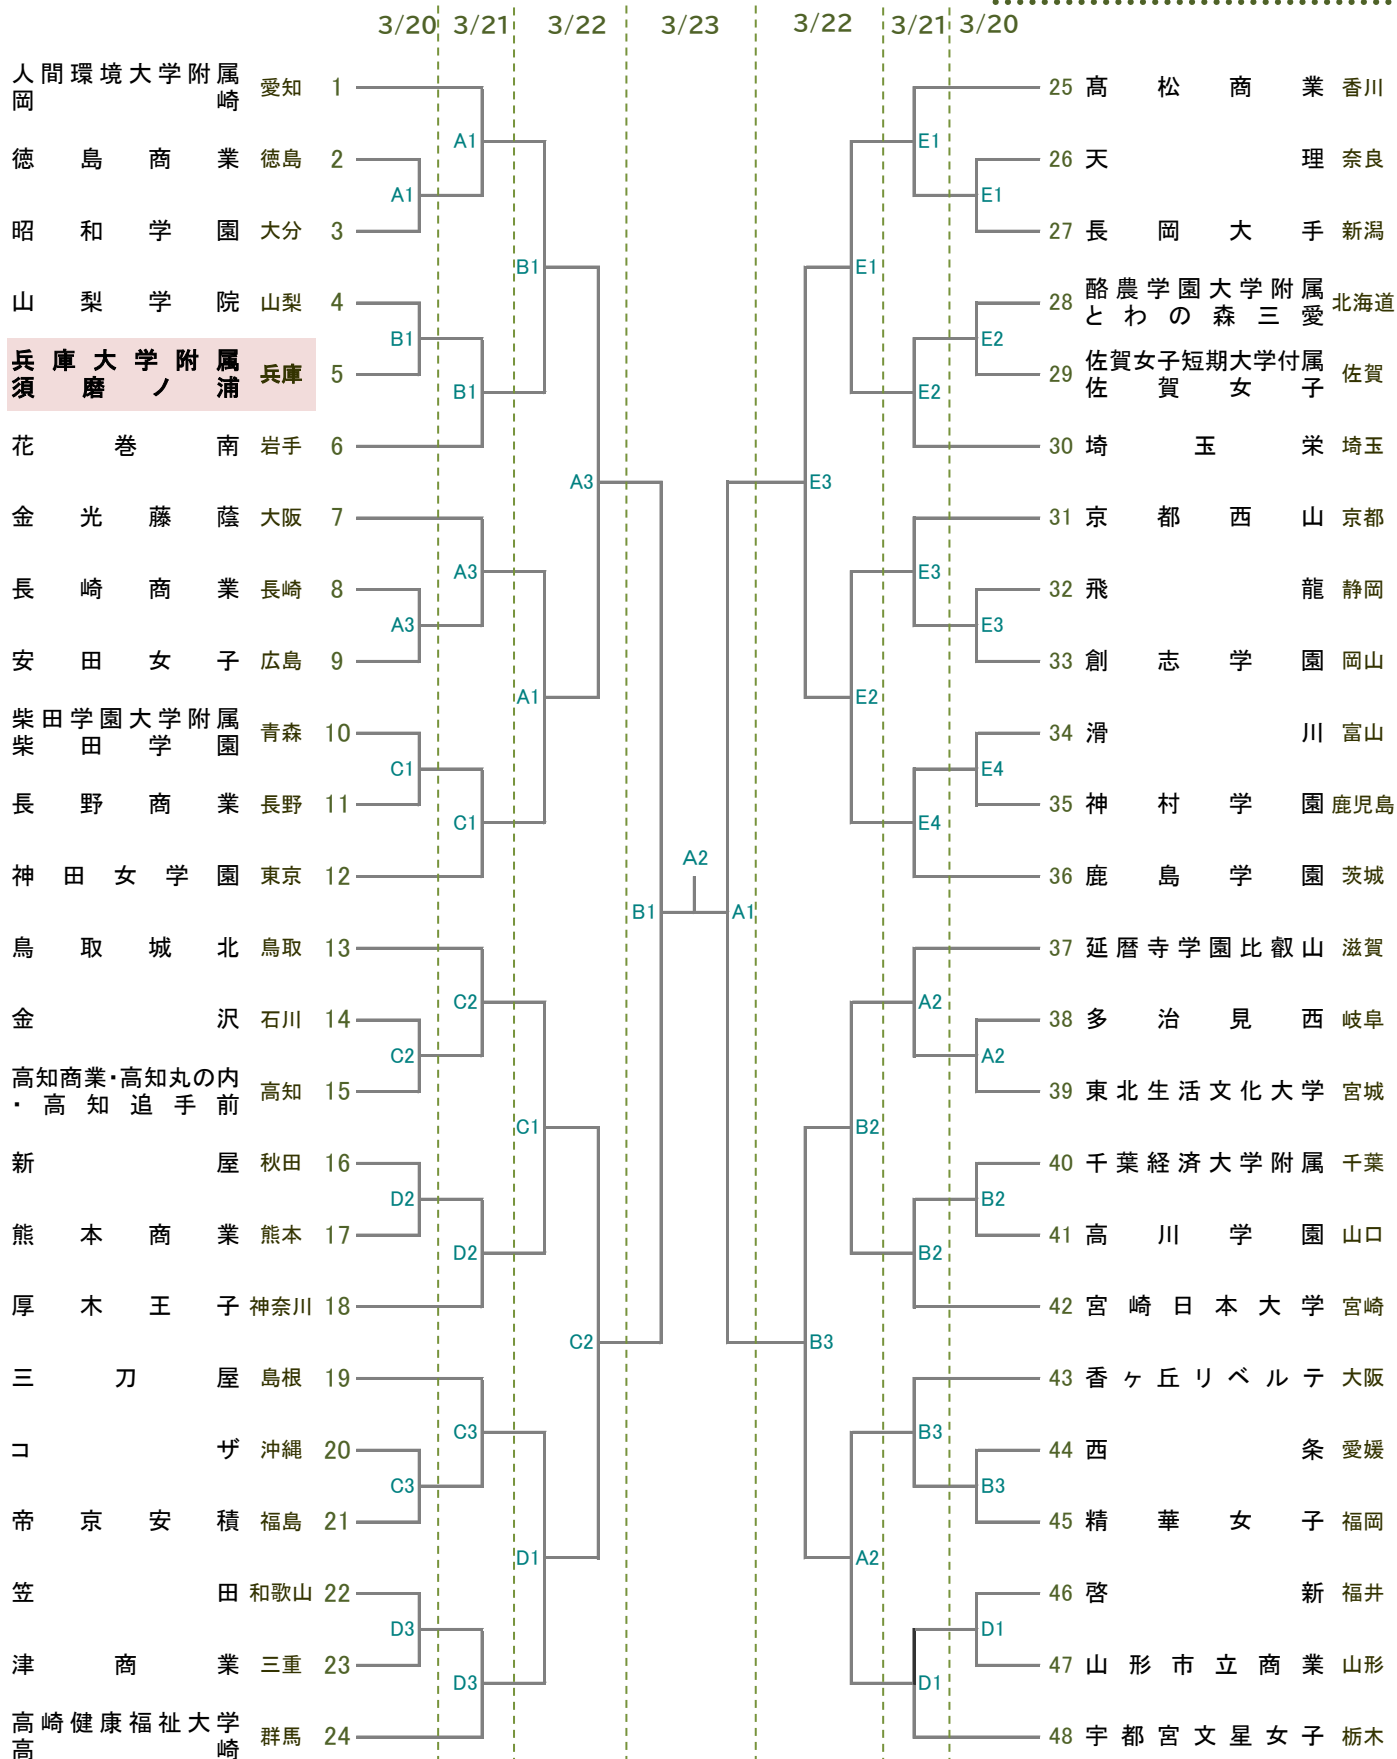 3/20 3/21 3/22 3/23 3/22 3/21 3/20
人間環境大学附属
岡崎 愛知 1
徳島商業 徳島 2
昭和学園 大分 3
山梨学院 山梨 4
兵庫大学附属
須磨ノ浦 兵庫 5
花巻南 岩手 6
金光藤蔭 大阪 7
長崎商業 長崎 8
安田女子 広島 9
柴田学園大学附属
柴田学園 青森 10
長野商業 長野 11
神田女学園 東京 12
鳥取城北 鳥取 13
金沢 石川 14
高知商業・高知丸の内
・高知追手前 高知 15
新屋 秋田 16
熊本商業 熊本 17
厚木王子 神奈川 18
三刀屋 島根 19
コザ 沖縄 20
帝京安積 福島 21
笠田 和歌山 22
津商業 三重 23
高崎健康福祉大学
高崎 群馬 24
A1
B1
A3
C1
C2
D2
C3
D3
A1
B1
A3
C1
C2
D2
C3
D3
B1
A1
C1
D1
A3
C2
B1
A2
A1
E3
B3
E1
E2
B2
A2
E1
E2
E3
E4
A2
B2
B3
D1
E1
E2
E3
E4
A2
B2
B3
D1
25 髙松商業 香川
26 天理 奈良
27 長岡大手 新潟
28 酪農学園大学附属
とわの森三愛 北海道
29 佐賀女子短期大学付属
佐賀女子 佐賀
30 埼玉栄 埼玉
31 京都西山 京都
32 飛龍 静岡
33 創志学園 岡山
34 滑川 富山
35 神村学園 鹿児島
36 鹿島学園 茨城
37 延暦寺学園比叡山 滋賀
38 多治見西 岐阜
39 東北生活文化大学 宮城
40 千葉経済大学附属 千葉
41 高川学園 山口
42 宮崎日本大学 宮崎
43 香ヶ丘リベルテ 大阪
44 西条 愛媛
45 精華女子 福岡
46 啓新 福井
47 山形市立商業 山形
48 宇都宮文星女子 栃木